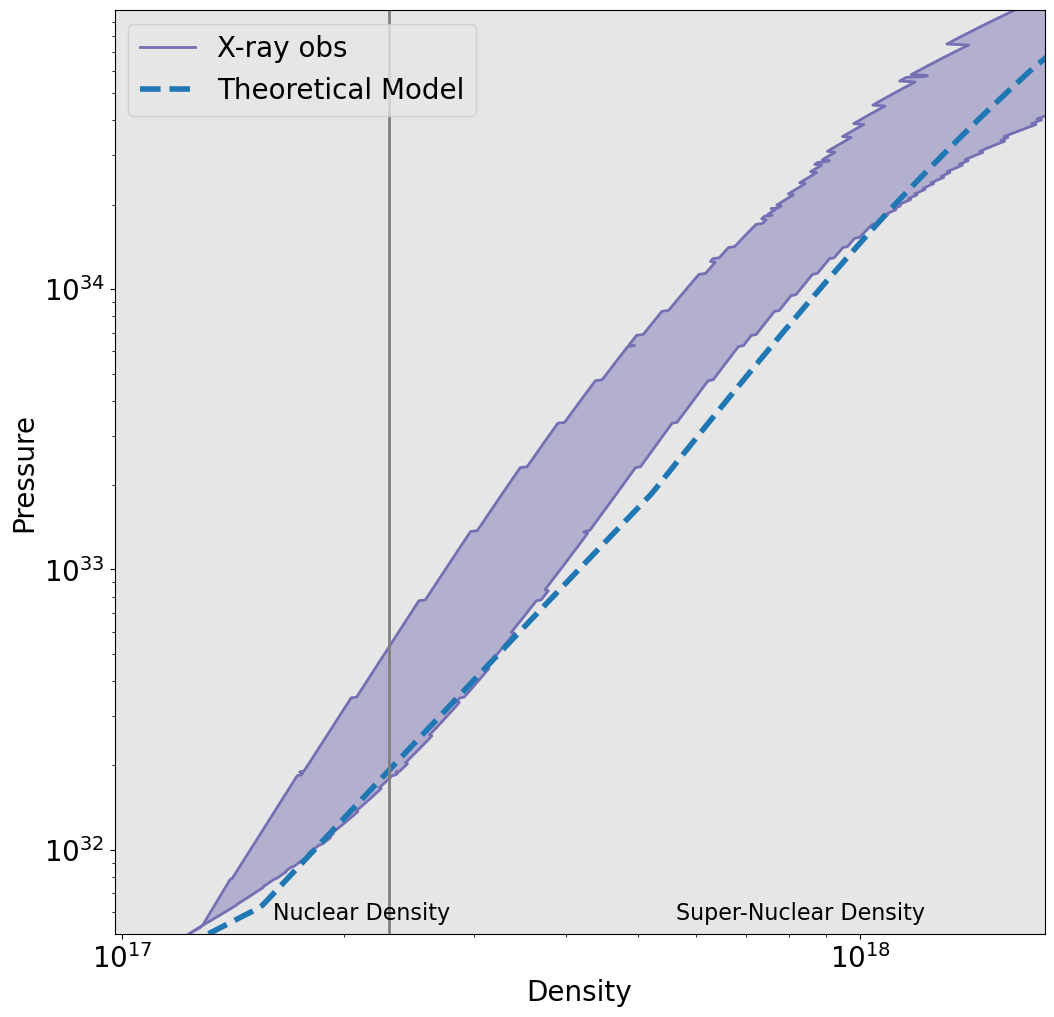 X-ray obs
Theoretical Model
10^34
10^33
10^32
Pressure
Nuclear Density
Super-Nuclear Density
10^17
10^18
Density